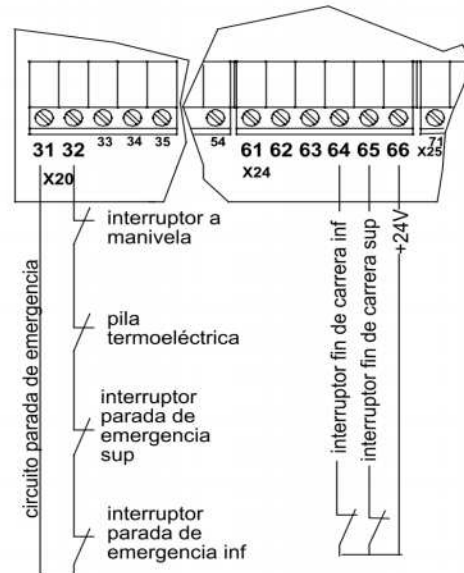 31 32 33 34 35 54 61 62 63 64 65 66 71
X20 X24 X25
interruptor a
manivela
pila
termoeléctrica
interruptor
parada de
emergencia
sup
interruptor
parada de
emergencia inf
circuito parada de emergencia
interruptor fin de carrera inf
interruptor fin de carrera sup
+24V